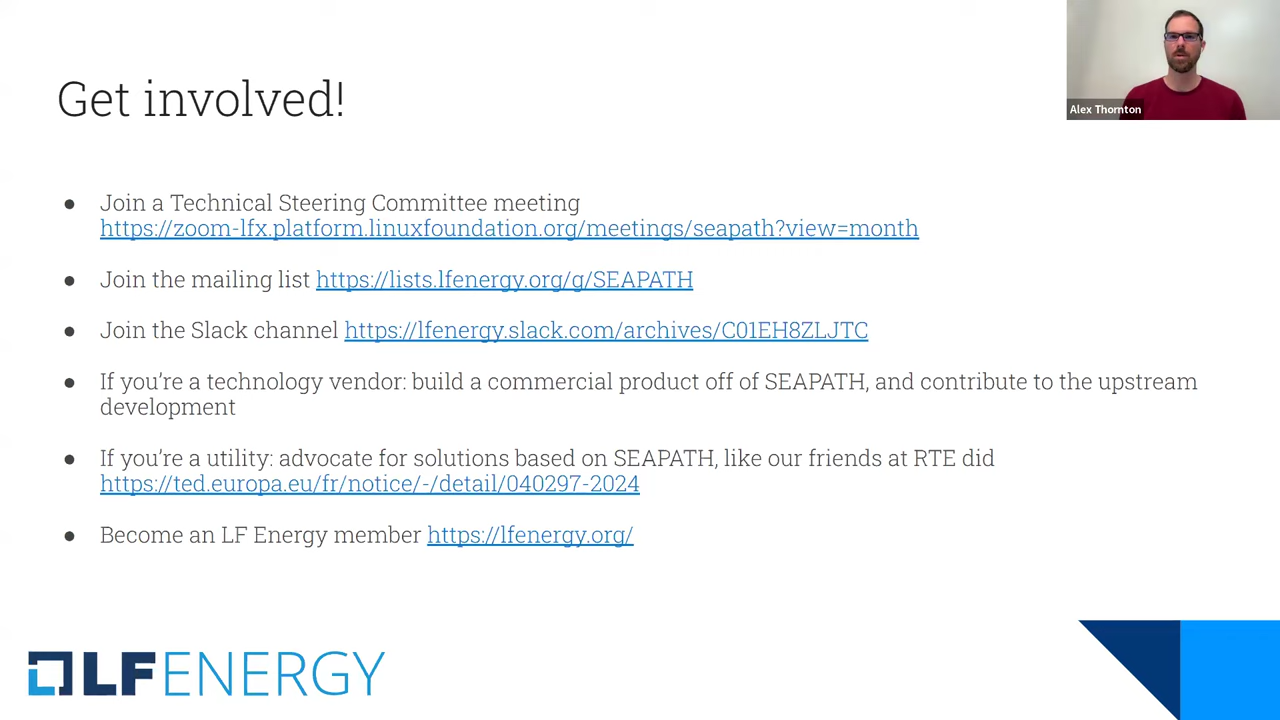 Get involved!
Alex Thornton
● Join a Technical Steering Committee meeting
https://zoom-lfx.platform.linuxfoundation.org/meetings/seapath?view=month
● Join the mailing list https://lists.lfenergy.org/g/SEAPATH
● Join the Slack channel https://lfenergy.slack.com/archives/C01EH8ZLJTC
● If you’re a technology vendor: build a commercial product off of SEAPATH, and contribute to the upstream
development
● If you’re a utility: advocate for solutions based on SEAPATH, like our friends at RTE did
https://ted.europa.eu/fr/notice/-/detail/040297-2024
● Become an LF Energy member https://lfenergy.org/
LFENERGY